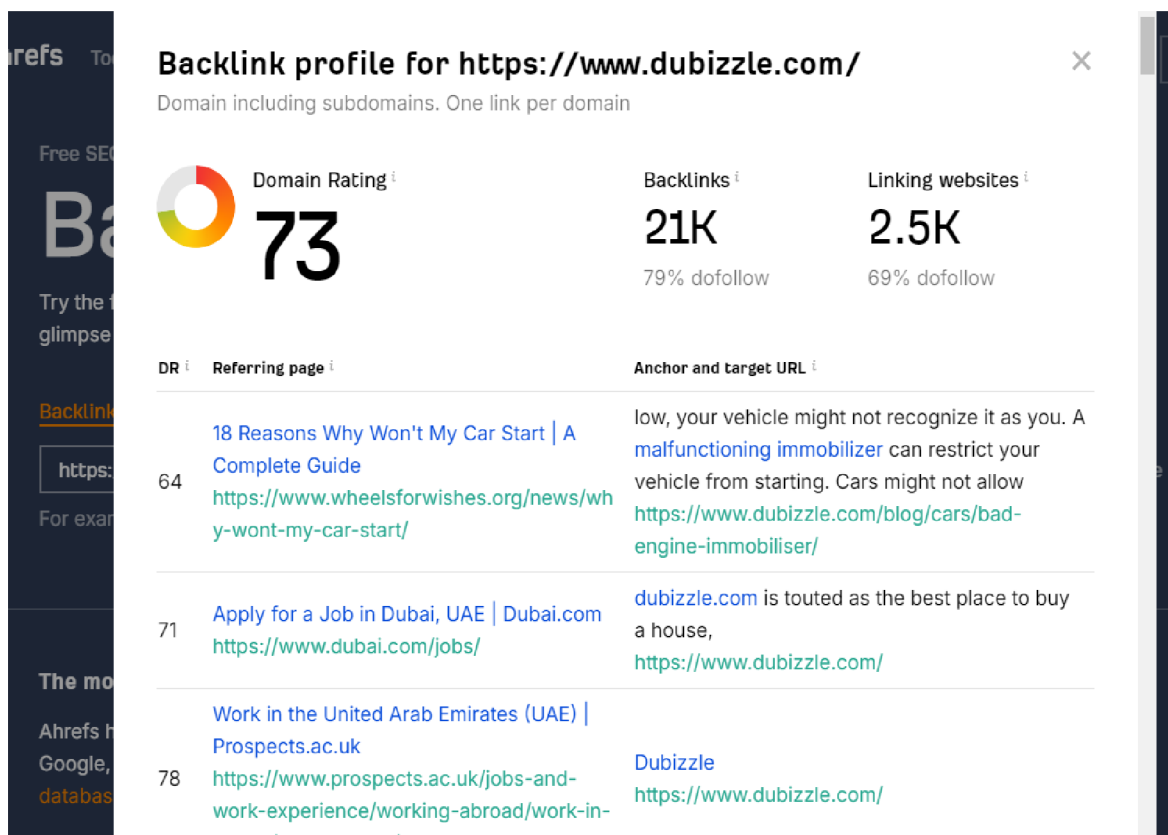 Backlink profile for https://www.dubizzle.com/
Domain including subdomains. One link per domain
Domain Rating i
73
Backlinks i
21K
79% dofollow
Linking websites i
2.5K
69% dofollow
DR i Referring page i Anchor and target URL i
64
18 Reasons Why Won't My Car Start | A
Complete Guide
https://www.wheelsforwishes.org/news/wh
y-wont-my-car-start/
low, your vehicle might not recognize it as you. A
malfunctioning immobilizer can restrict your
vehicle from starting. Cars might not allow
https://www.dubizzle.com/blog/cars/bad-
engine-immobiliser/
71
Apply for a Job in Dubai, UAE | Dubai.com
https://www.dubai.com/jobs/
dubizzle.com is touted as the best place to buy
a house,
https://www.dubizzle.com/
78
Work in the United Arab Emirates (UAE) |
Prospects.ac.uk
https://www.prospects.ac.uk/jobs-and-
work-experience/working-abroad/work-in-
Dubizzle
https://www.dubizzle.com/
refs To
Free SEO
Ba
Try the f
glimpse
Backlink
https:
For exam
The mo
Ahrefs h
Google,
databas